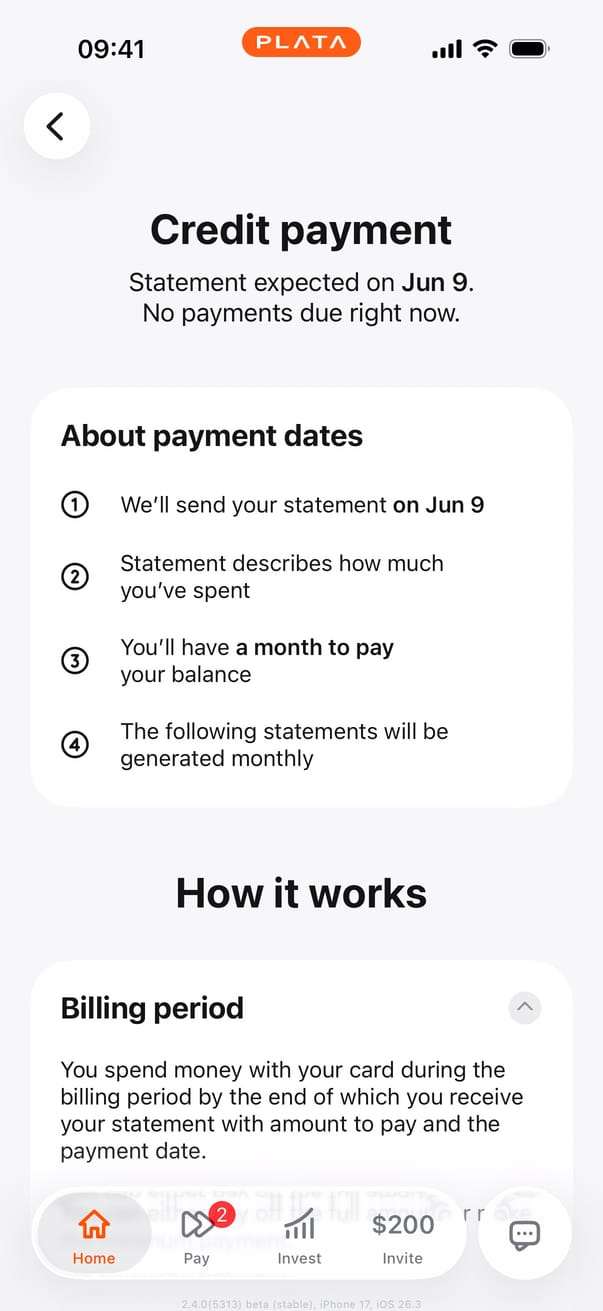 09:41
PLATA
Credit payment
Statement expected on Jun 9.
No payments due right now.
About payment dates
1 We’ll send your statement on Jun 9
2 Statement describes how much
you’ve spent
3 You’ll have a month to pay
your balance
4 The following statements will be
generated monthly
How it works
Billing period
You spend money with your card during the
billing period by the end of which you receive
your statement with amount to pay and the
payment date.
2
$200
Home
Pay
Invest
Invite
2.4.0(5313) beta (stable), iPhone 17, iOS 26.3